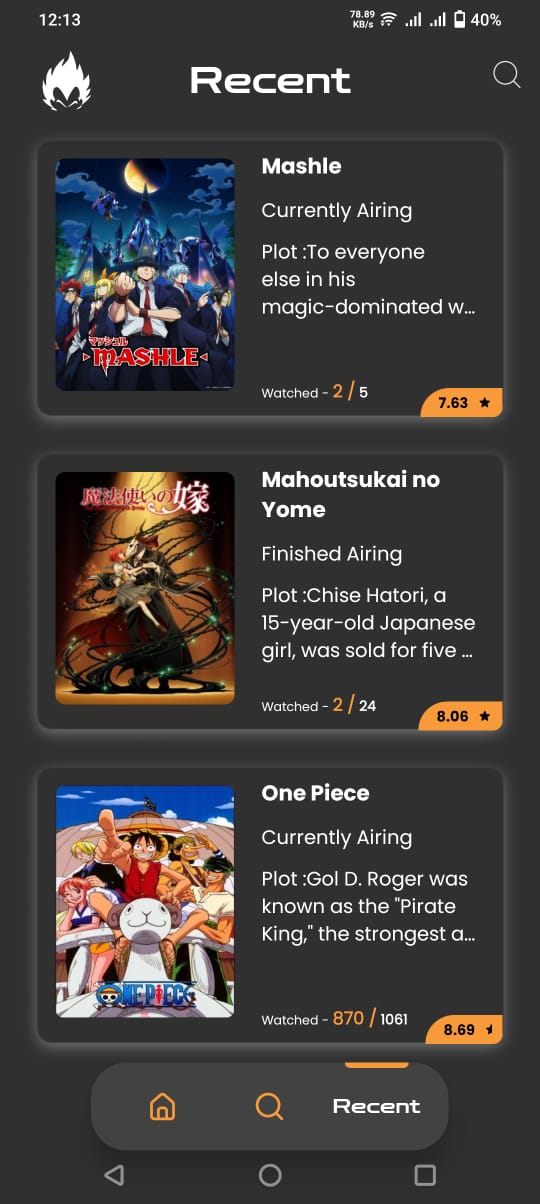 12:13
78.89
KB/s
40%
Recent
Mashle
Currently Airing
Plot :To everyone
else in his
magic-dominated w...
マッシュル
MASHLE
Watched - 2 / 5
7.63
魔法使いの嫁
Mahoutsukai no
Yome
Finished Airing
Plot :Chise Hatori, a
15-year-old Japanese
girl, was sold for five ...
Watched - 2 / 24
8.06
One Piece
Currently Airing
Plot :Gol D. Roger was
known as the "Pirate
King," the strongest a...
ONE PIECE
Watched - 870 / 1061
8.69
Recent